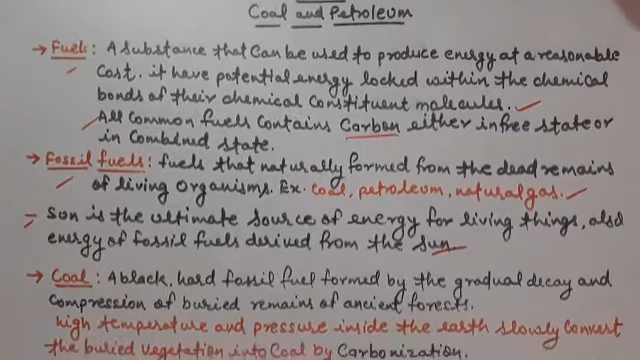 Coal and Petroleum
→ Fuels: A substance that can be used to produce energy at a reasonable
cost. it have potential energy locked within the chemical
bonds of their chemical constituent molecules.
All common fuels contains Carbon either in free state or
in combined state.
→ Fossil fuels: fuels that naturally formed from the dead remains
of living organisms. Ex. coal, petroleum, natural gas.
Sun is the ultimate source of energy for living things, also
energy of fossil fuels derived from the sun
→ Coal: A black, hard fossil fuel formed by the gradual decay and
compression of buried remains of ancient forests.
high temperature and pressure inside the earth slowly convert
the buried vegetation into Coal by Carbonization.